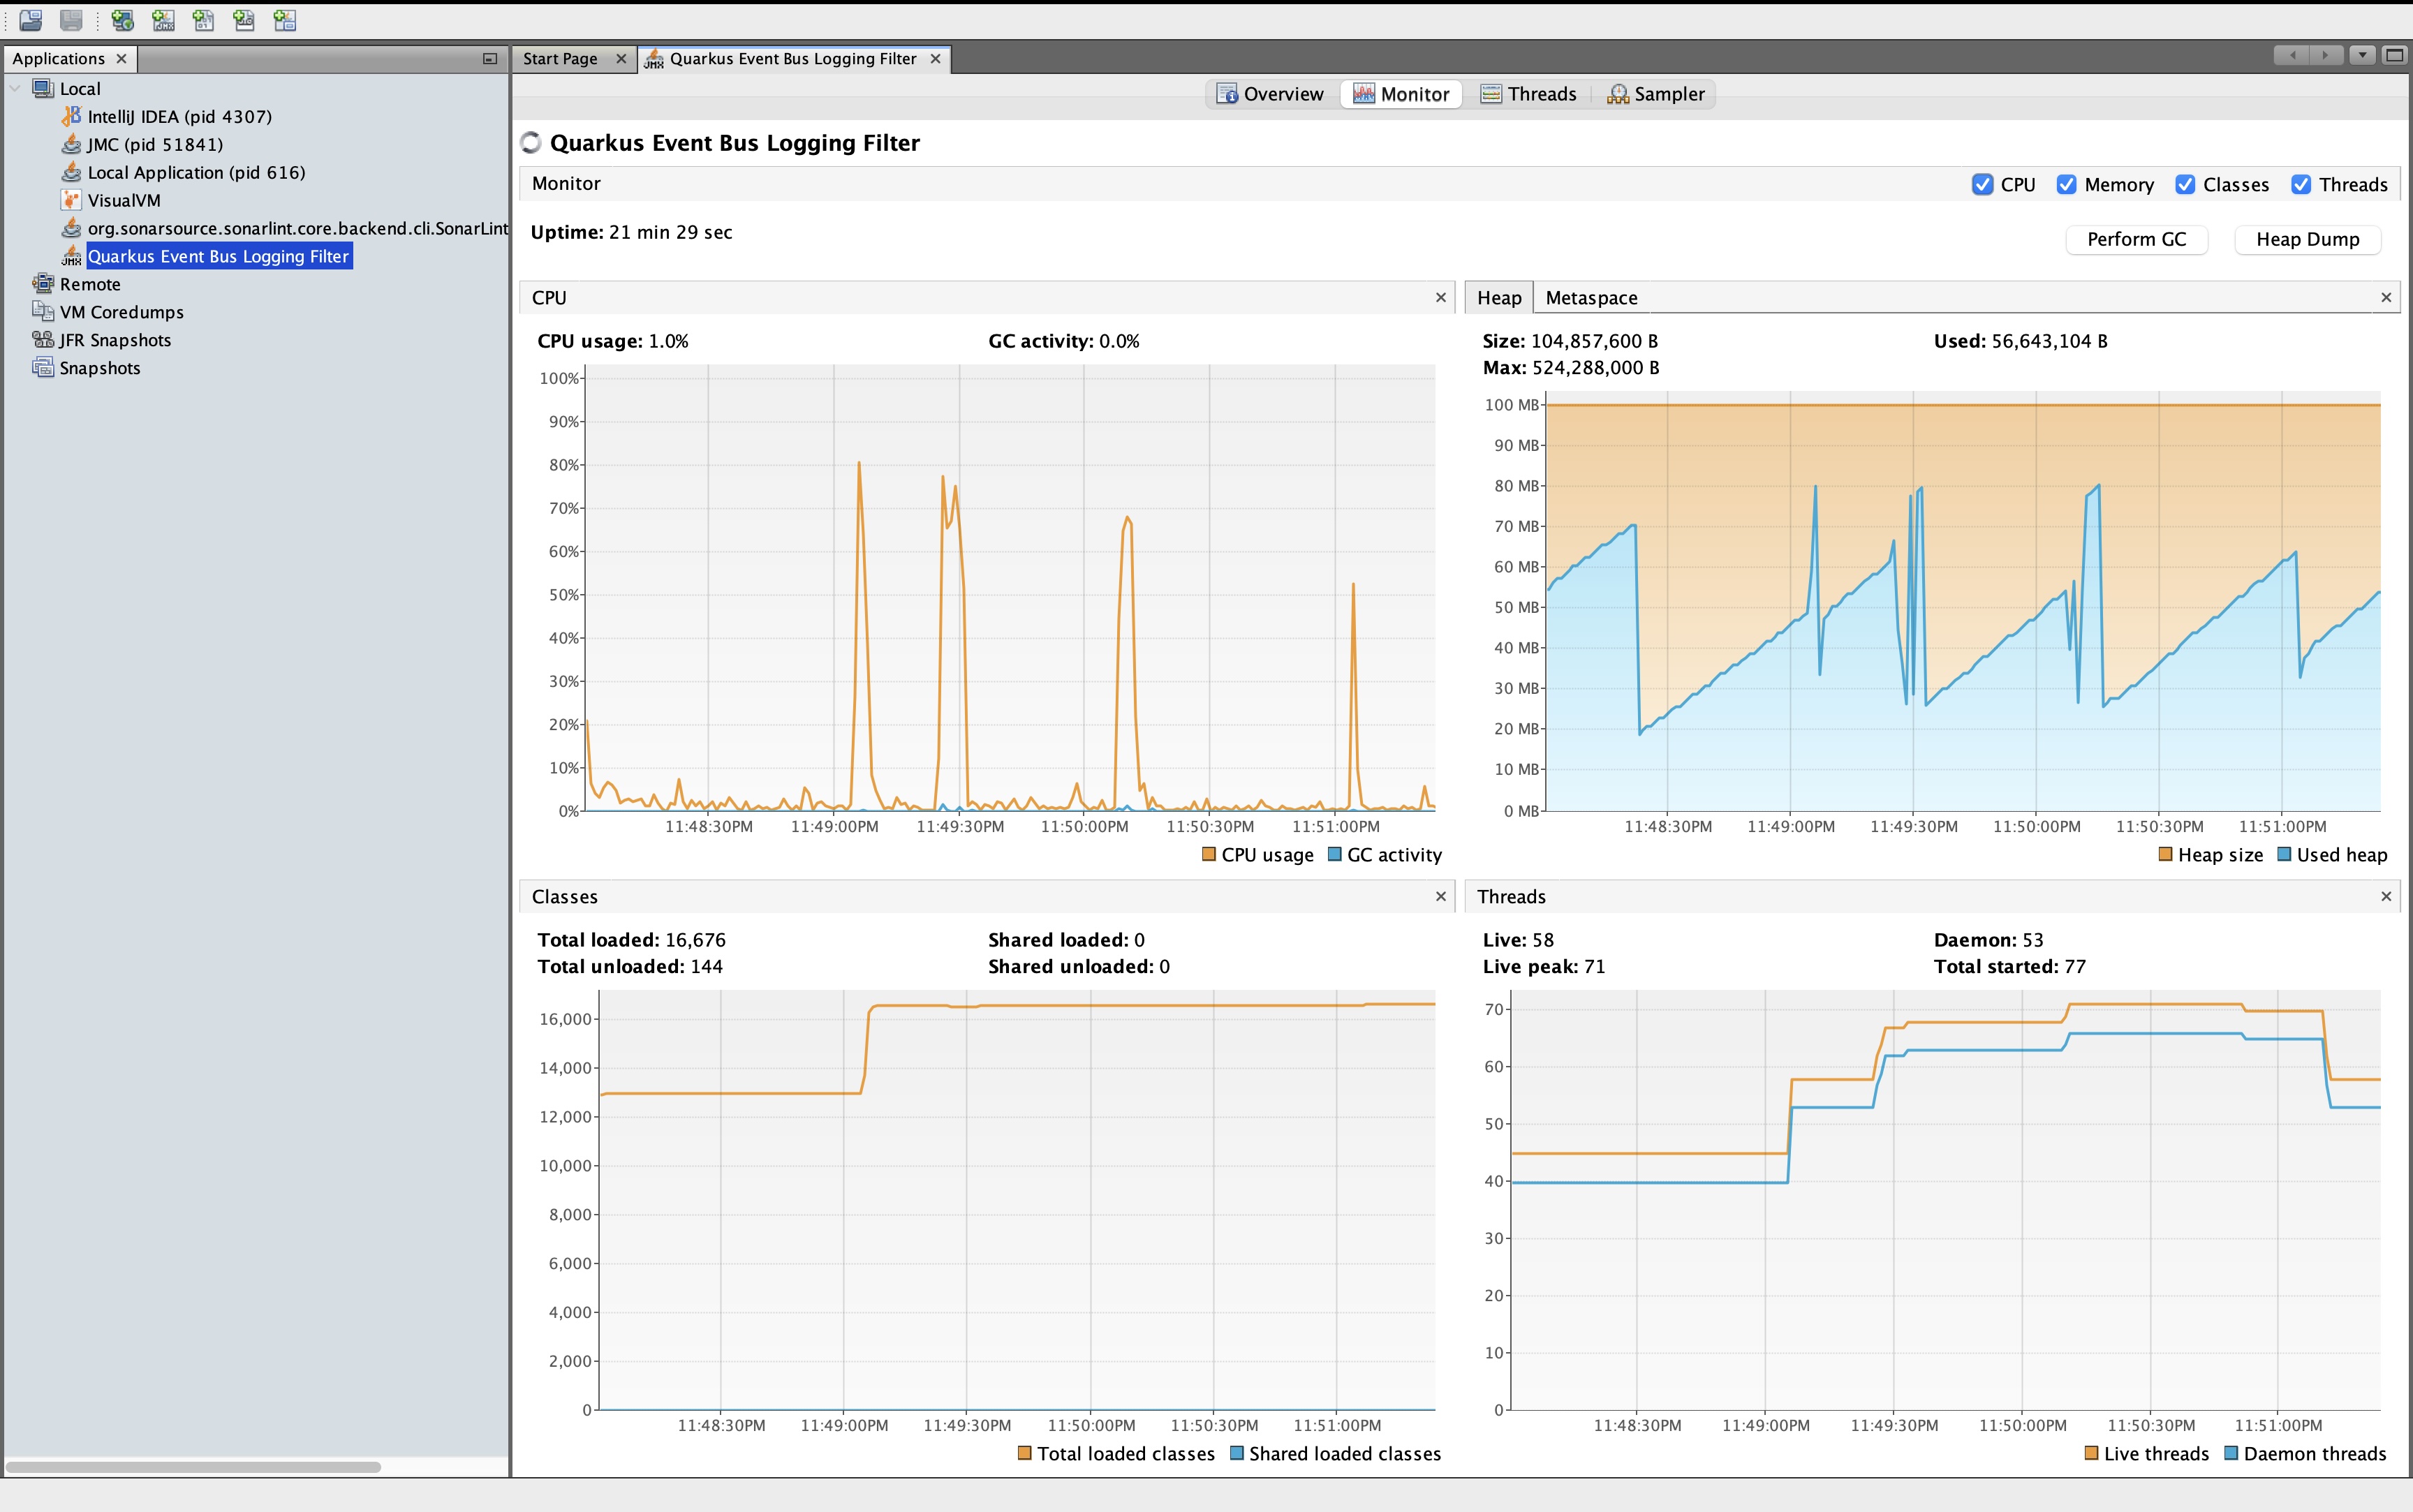 Applications
Start Page
JMX Quarkus Event Bus Logging Filter
Local
IntelliJ IDEA (pid 4307)
JMC (pid 51841)
Local Application (pid 616)
VisualVM
org.sonarsource.sonarlint.core.backend.cli.SonarLint
JMX Quarkus Event Bus Logging Filter
Remote
VM Coredumps
JFR Snapshots
Snapshots
Overview Monitor Threads Sampler
Quarkus Event Bus Logging Filter
Monitor
CPU Memory Classes Threads
Uptime: 21 min 29 sec
Perform GC Heap Dump
CPU
CPU usage: 1.0% GC activity: 0.0%
100%
90%
80%
70%
60%
50%
40%
30%
20%
10%
0%
11:48:30PM 11:49:00PM 11:49:30PM 11:50:00PM 11:50:30PM 11:51:00PM
CPU usage GC activity
Heap Metaspace
Size: 104,857,600 B Used: 56,643,104 B
Max: 524,288,000 B
100 MB
90 MB
80 MB
70 MB
60 MB
50 MB
40 MB
30 MB
20 MB
10 MB
0 MB
11:48:30PM 11:49:00PM 11:49:30PM 11:50:00PM 11:50:30PM 11:51:00PM
Heap size Used heap
Classes
Total loaded: 16,676 Shared loaded: 0
Total unloaded: 144 Shared unloaded: 0
16,000
14,000
12,000
10,000
8,000
6,000
4,000
2,000
0
11:48:30PM 11:49:00PM 11:49:30PM 11:50:00PM 11:50:30PM 11:51:00PM
Total loaded classes Shared loaded classes
Threads
Live: 58 Daemon: 53
Live peak: 71 Total started: 77
70
60
50
40
30
20
10
0
11:48:30PM 11:49:00PM 11:49:30PM 11:50:00PM 11:50:30PM 11:51:00PM
Live threads Daemon threads